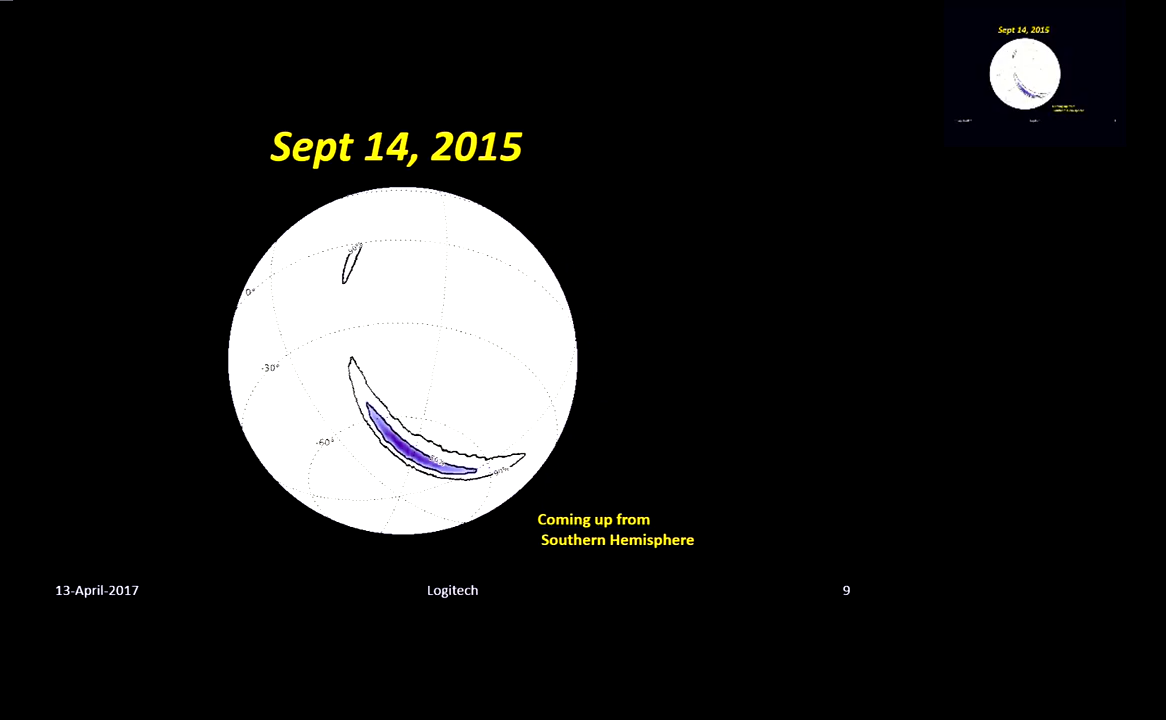 Sept 14, 2015
Sept 14, 2015
0°
-30°
-60°
90%
Coming up from
Southern Hemisphere
13-April-2017
Logitech
9